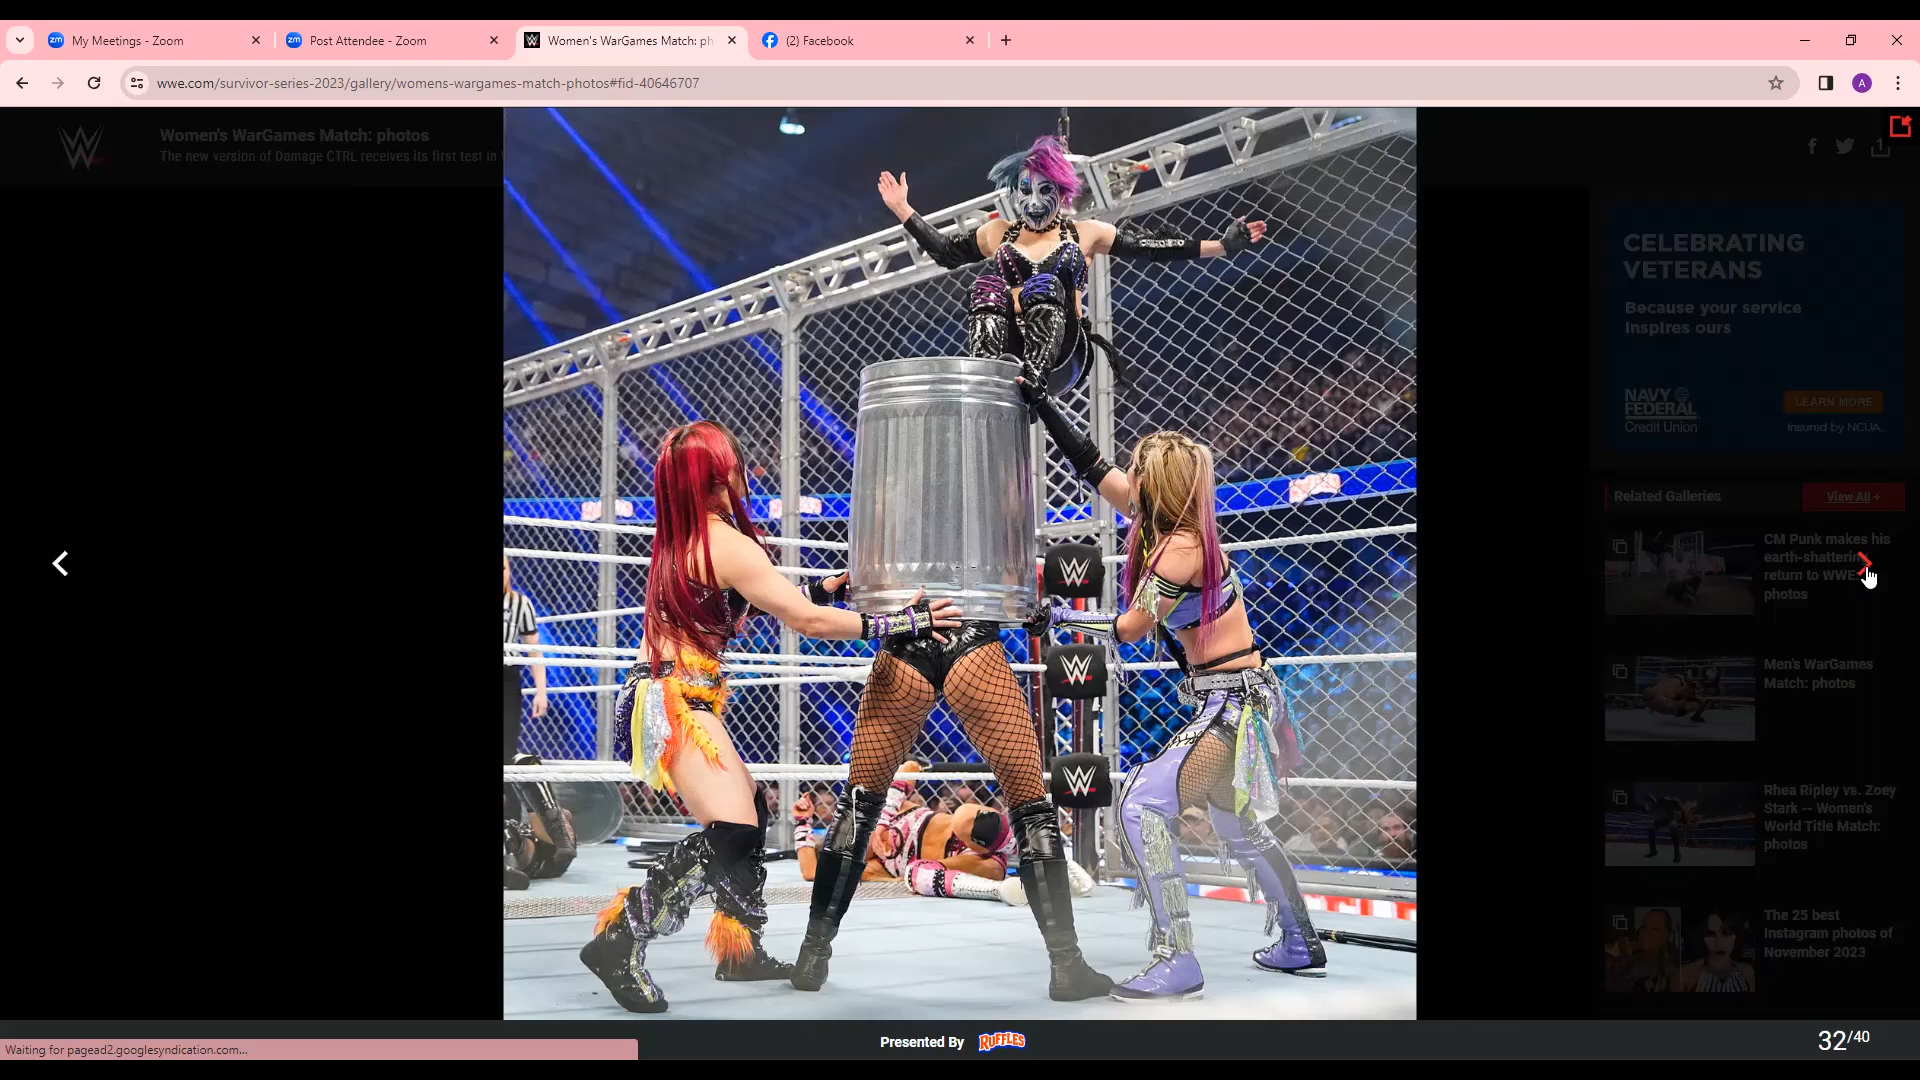 My Meetings - Zoom
Post Attendee - Zoom
Women's WarGames Match: ph
(2) Facebook
wwe.com/survivor-series-2023/gallery/womens-wargames-match-photos#fid-40646707
A
Women's WarGames Match: photos
The new version of Damage CTRL receives its first test in
CELEBRATING
VETERANS
Because your service
inspires ours
NAVY
FEDERAL
Credit Union
LEARN MORE
Insured by NCUA.
Related Galleries
View All +
CM Punk makes his
earth-shattering
return to WWE:
photos
Men's WarGames
Match: photos
Rhea Ripley vs. Zoey
Stark -- Women's
World Title Match:
photos
The 25 best
Instagram photos of
November 2023
Presented By
RUFFLES
32/40
Waiting for pagead2.googlesyndication.com...